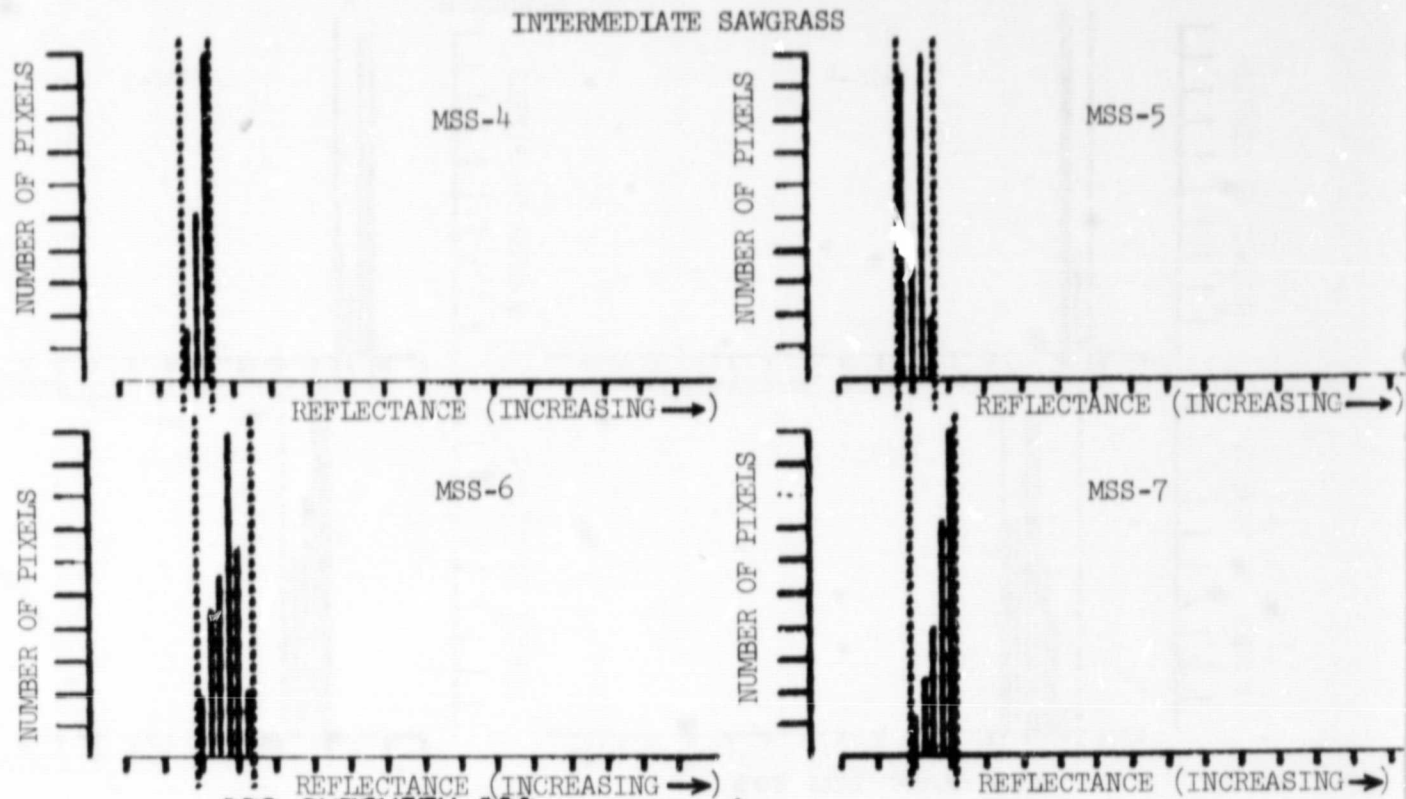 INTERMEDIATE SAWGRASS
NUMBER OF PIXELS
MSS-4
REFLECTANCE (INCREASING→)
NUMBER OF PIXELS
MSS-5
REFLECTANCE (INCREASING→)
NUMBER OF PIXELS
MSS-6
REFLECTANCE (INCREASING→)
NUMBER OF PIXELS
MSS-7
REFLECTANCE (INCREASING→)